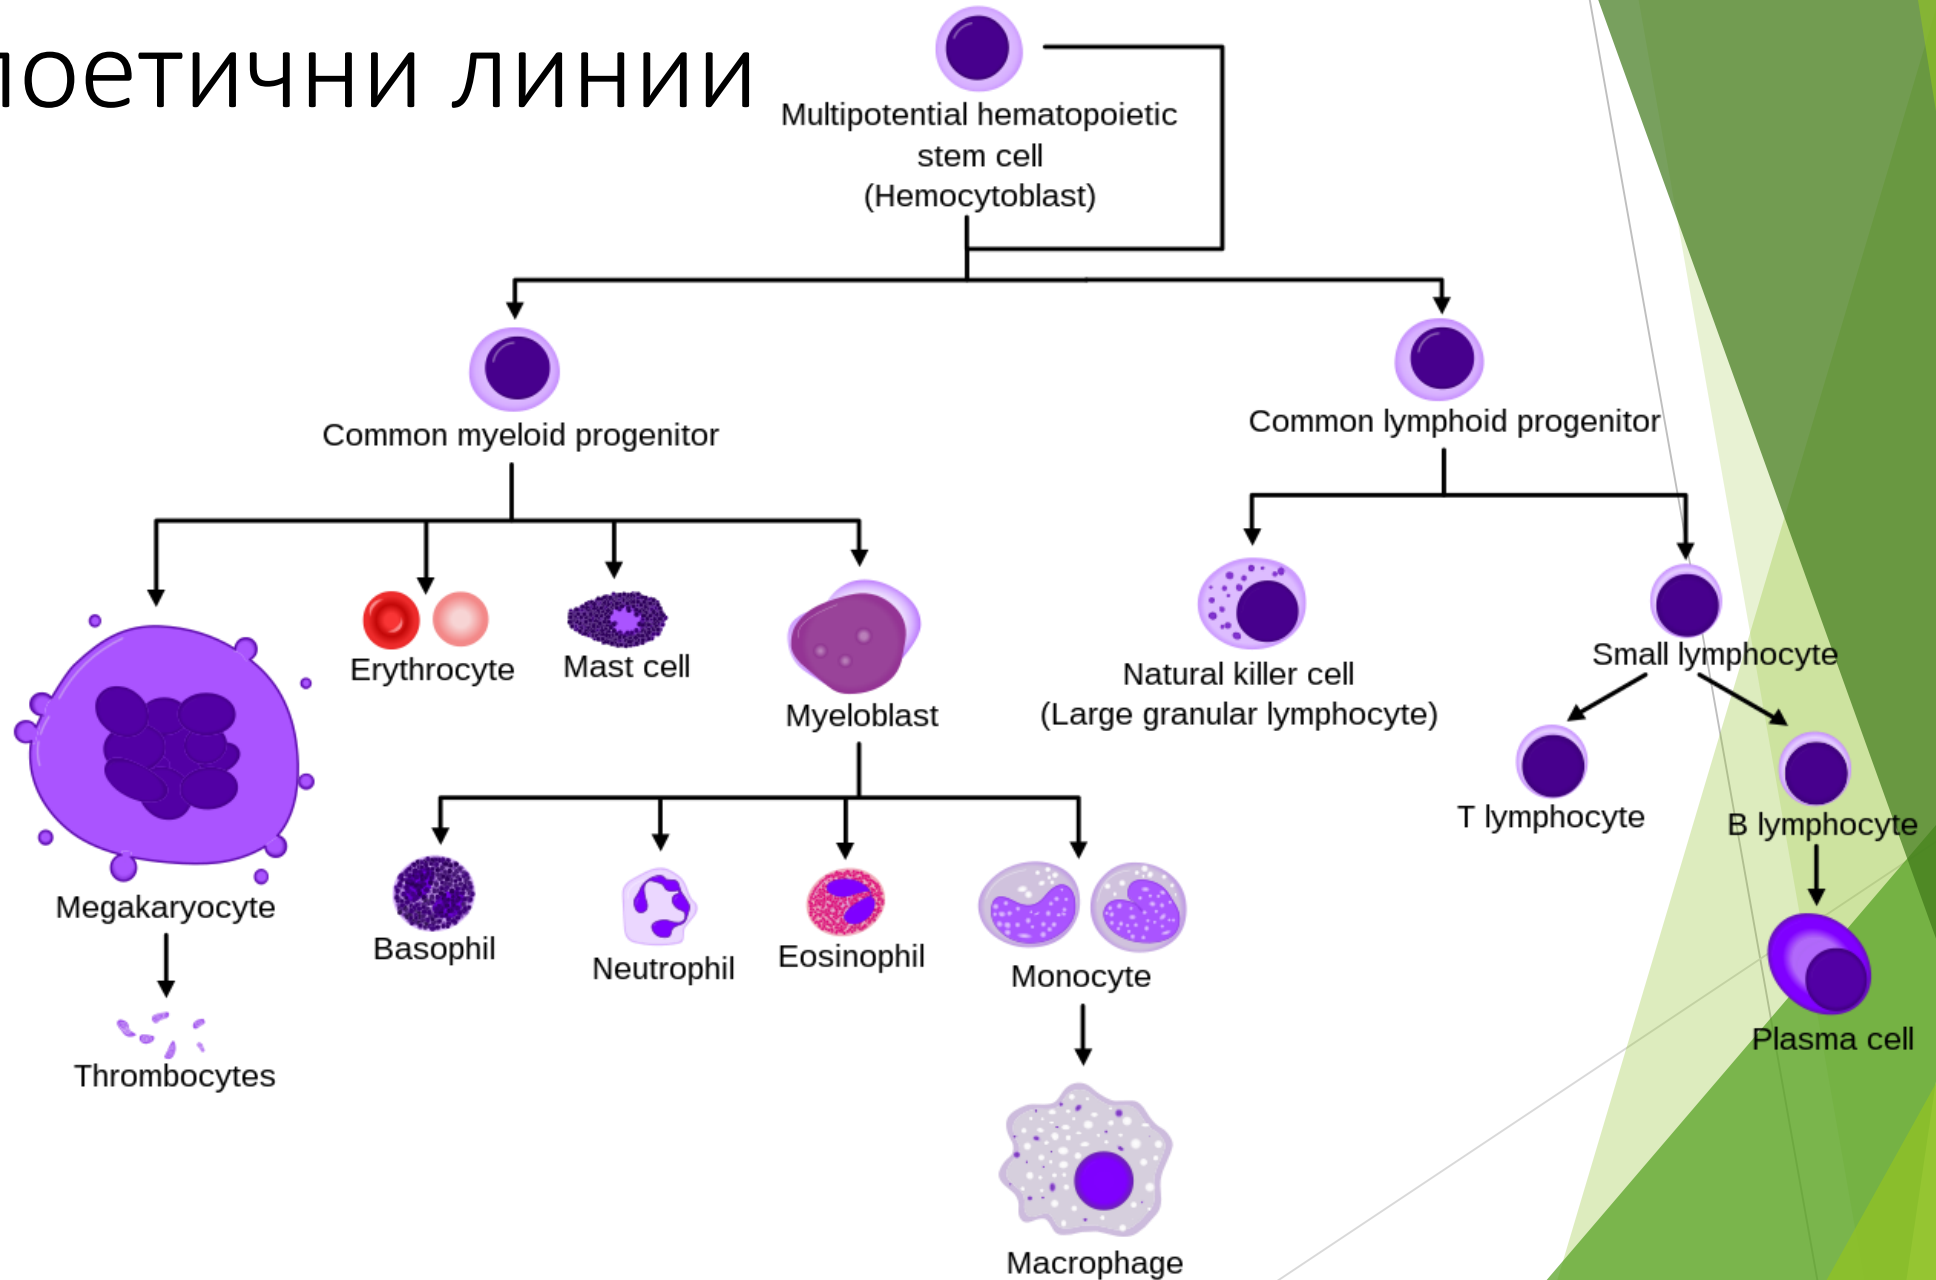 поетични линии
Multipotential hematopoietic
stem cell
(Hemocytoblast)
Common myeloid progenitor
Common lymphoid progenitor
Erythrocyte
Mast cell
Myeloblast
Natural killer cell
(Large granular lymphocyte)
Small lymphocyte
T lymphocyte
B lymphocyte
Megakaryocyte
Basophil
Neutrophil
Eosinophil
Monocyte
Plasma cell
Thrombocytes
Macrophage